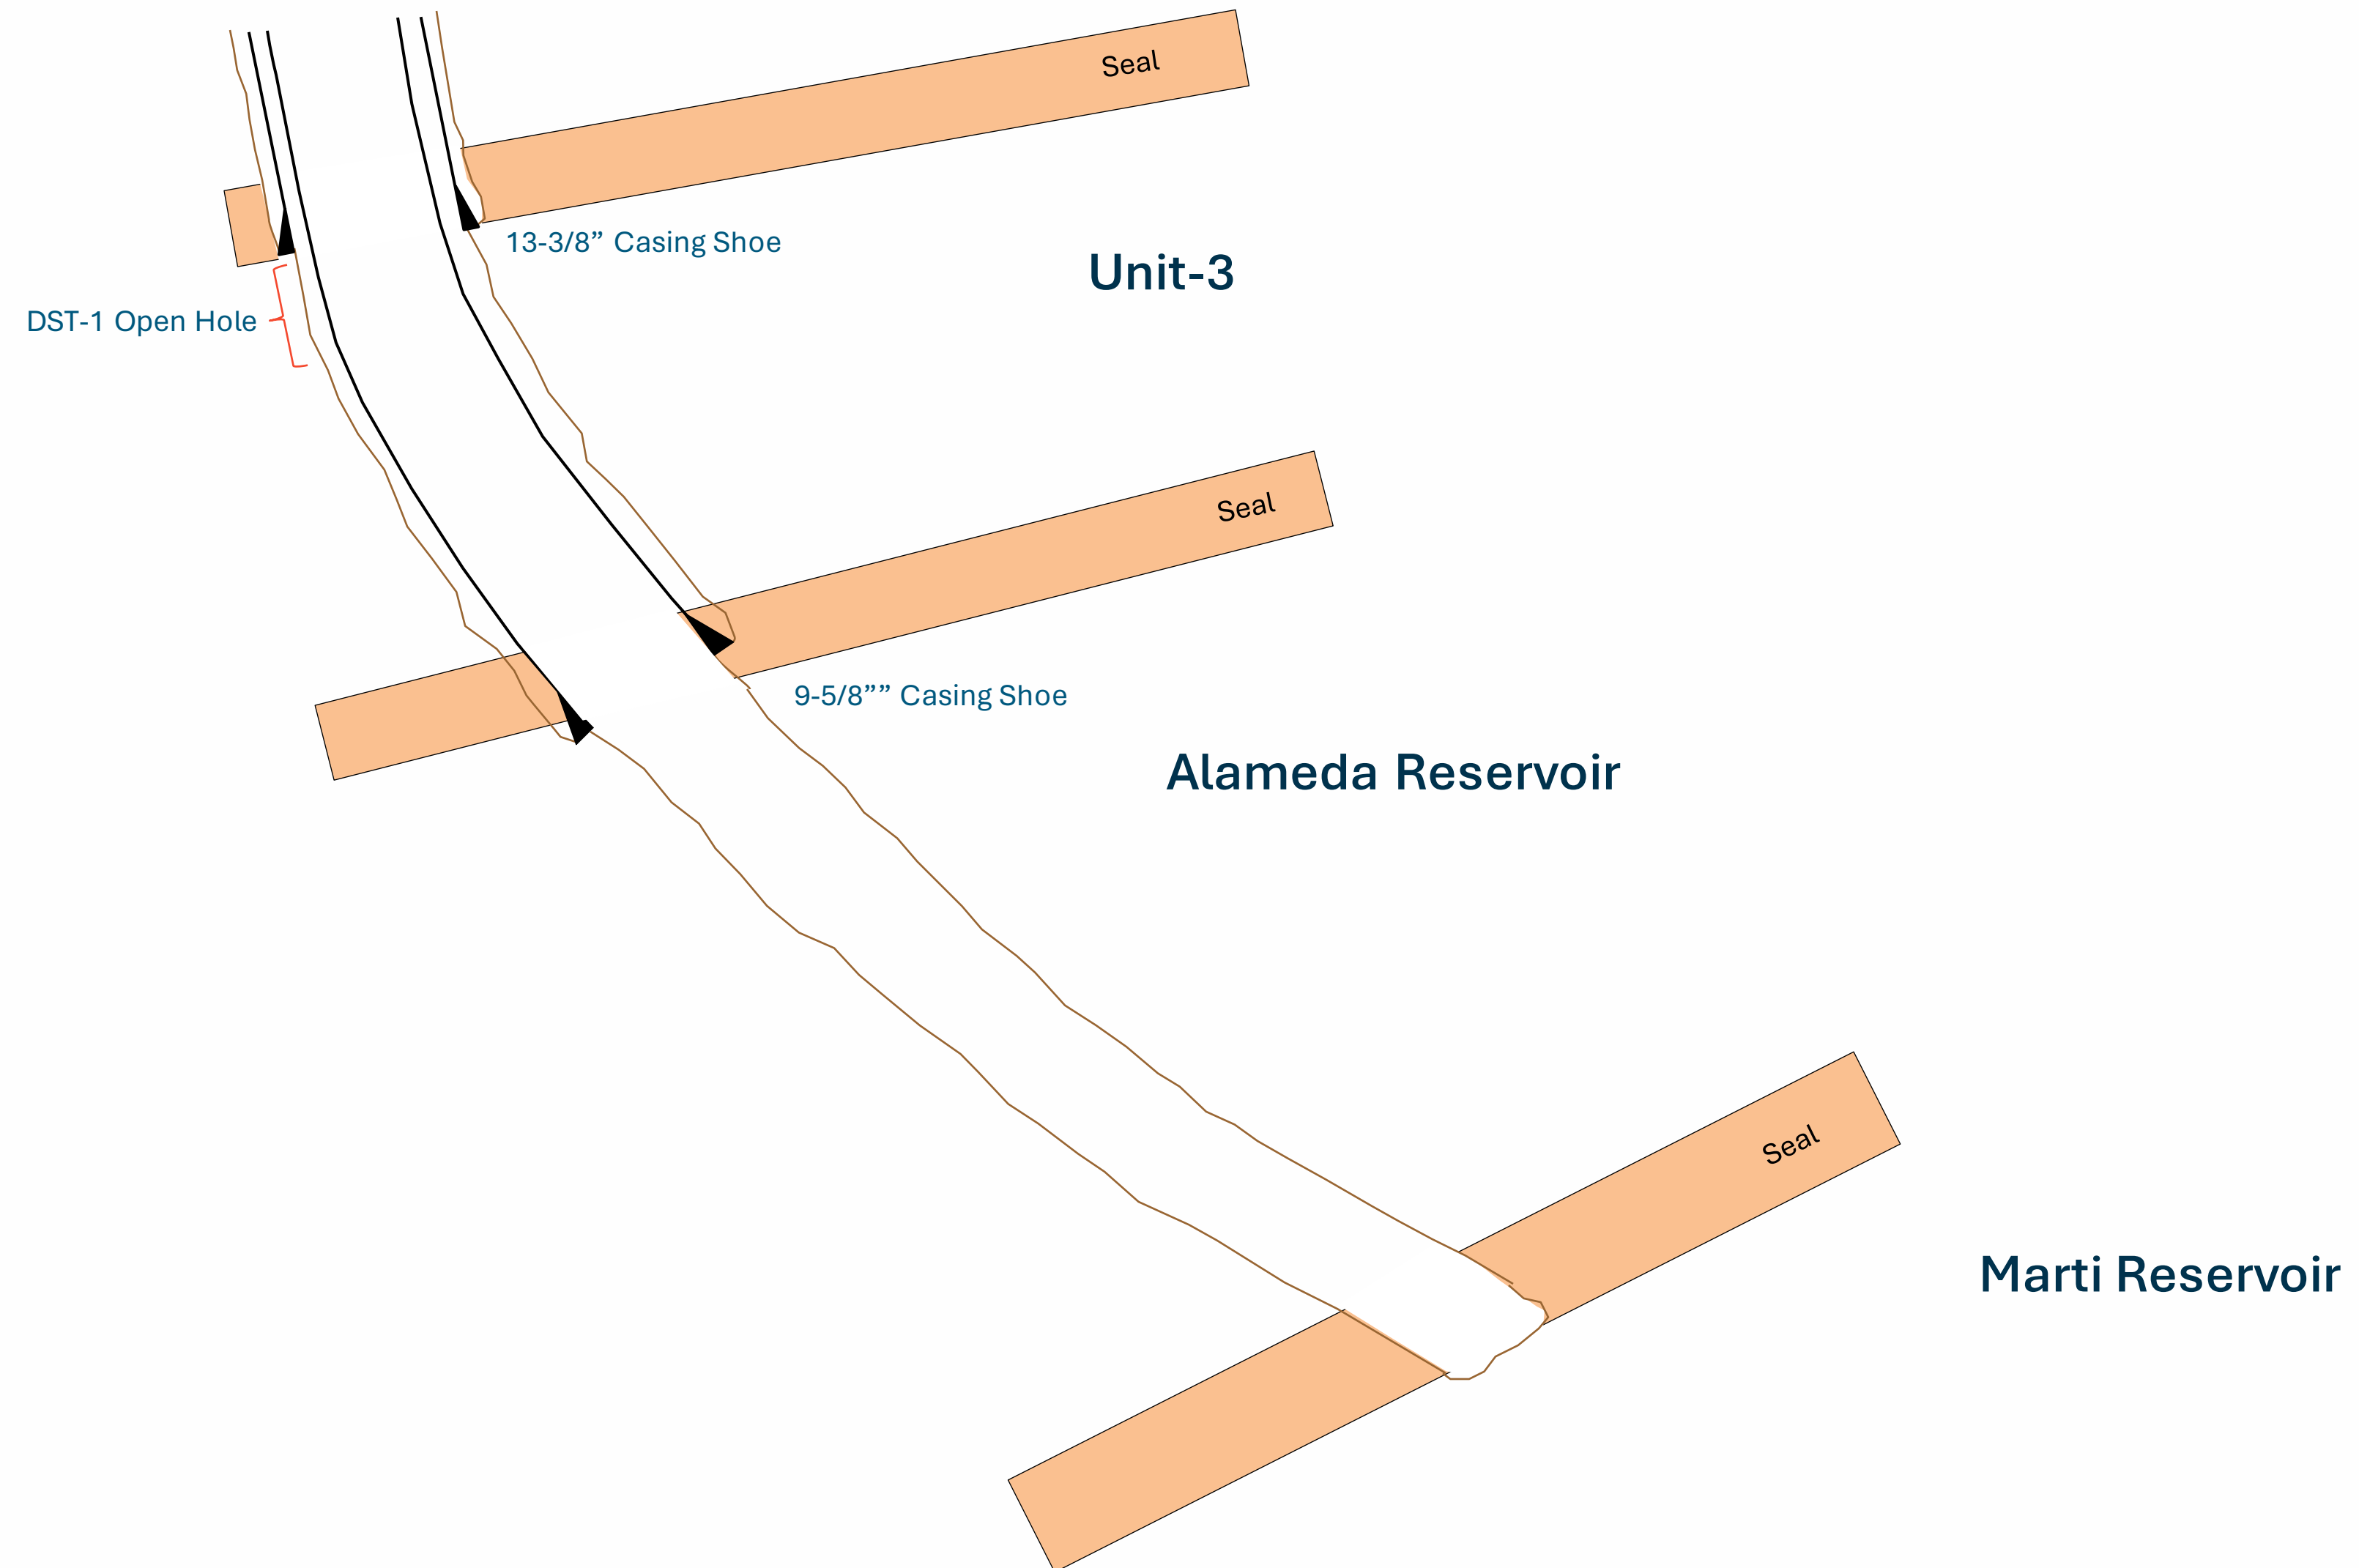 Seal
13-3/8” Casing Shoe
Unit-3
DST-1 Open Hole
Seal
9-5/8”” Casing Shoe
Alameda Reservoir
Seal
Marti Reservoir